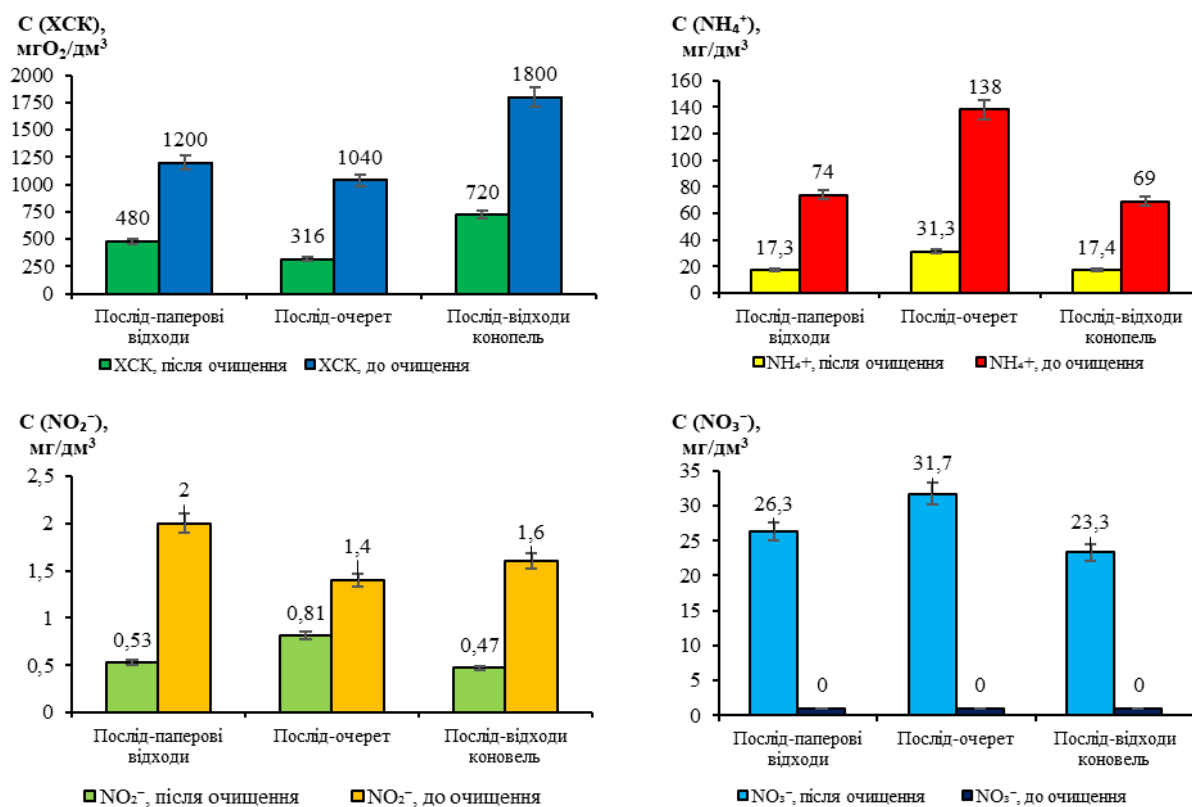 С (ХСК),
мгО₂/дм³
2000
1750
1500
1250
1000
750
500
250
0
480
1200
316
1040
720
1800
Послід-паперові
відходи
Послід-очерет
Послід-відходи
конопель
ХСК, після очищення
ХСК, до очищення
С (NH₄⁺),
мг/дм³
160
140
120
100
80
60
40
20
0
17,3
74
31,3
138
17,4
69
Послід-паперові
відходи
Послід-очерет
Послід-відходи
конопель
NH₄+, після очищення
NH₄+, до очищення
С (NO₂⁻),
мг/дм³
2,5
2
1,5
1
0,5
0
0,53
2
0,81
1,4
0,47
1,6
Послід-паперові
відходи
Послід-очерет
Послід-відходи
коновель
NO₂⁻, після очищення
NO₂⁻, до очищення
С (NO₃⁻),
мг/дм³
35
30
25
20
15
10
5
0
26,3
0
31,7
0
23,3
0
Послід-паперові
відходи
Послід-очерет
Послід-відходи
коновель
NO₃⁻, після очищення
NO₃⁻, до очищення